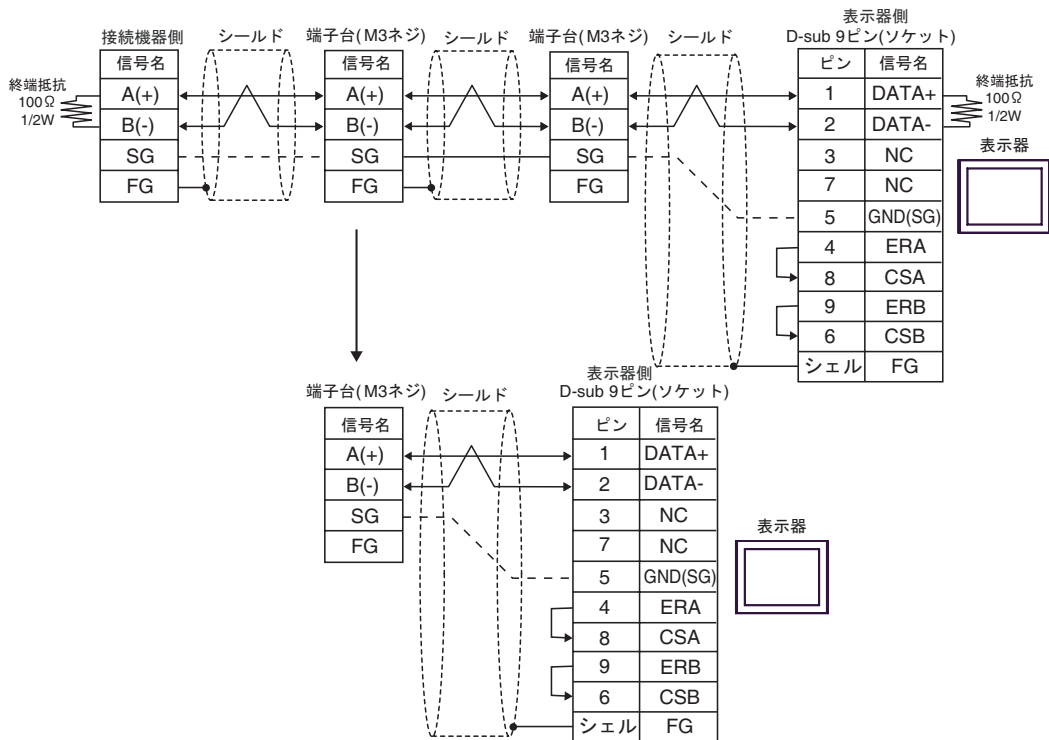 接続機器側
シールド
端子台(M3ネジ)
シールド
端子台(M3ネジ)
シールド
表示器側
D-sub 9ピン(ソケット)
終端抵抗
100Ω
1/2W
信号名
A(+)
B(-)
SG
FG
信号名
A(+)
B(-)
SG
FG
信号名
A(+)
B(-)
SG
FG
ピン 信号名
1 DATA+
2 DATA-
3 NC
7 NC
5 GND(SG)
4 ERA
8 CSA
9 ERB
6 CSB
シェル FG
終端抵抗
100Ω
1/2W
表示器
端子台(M3ネジ)
シールド
表示器側
D-sub 9ピン(ソケット)
信号名
A(+)
B(-)
SG
FG
ピン 信号名
1 DATA+
2 DATA-
3 NC
7 NC
5 GND(SG)
4 ERA
8 CSA
9 ERB
6 CSB
シェル FG
表示器